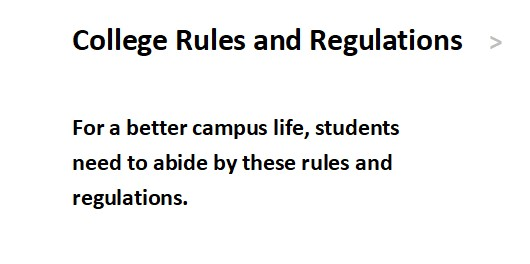 College Rules and Regulations >
For a better campus life, students
need to abide by these rules and
regulations.